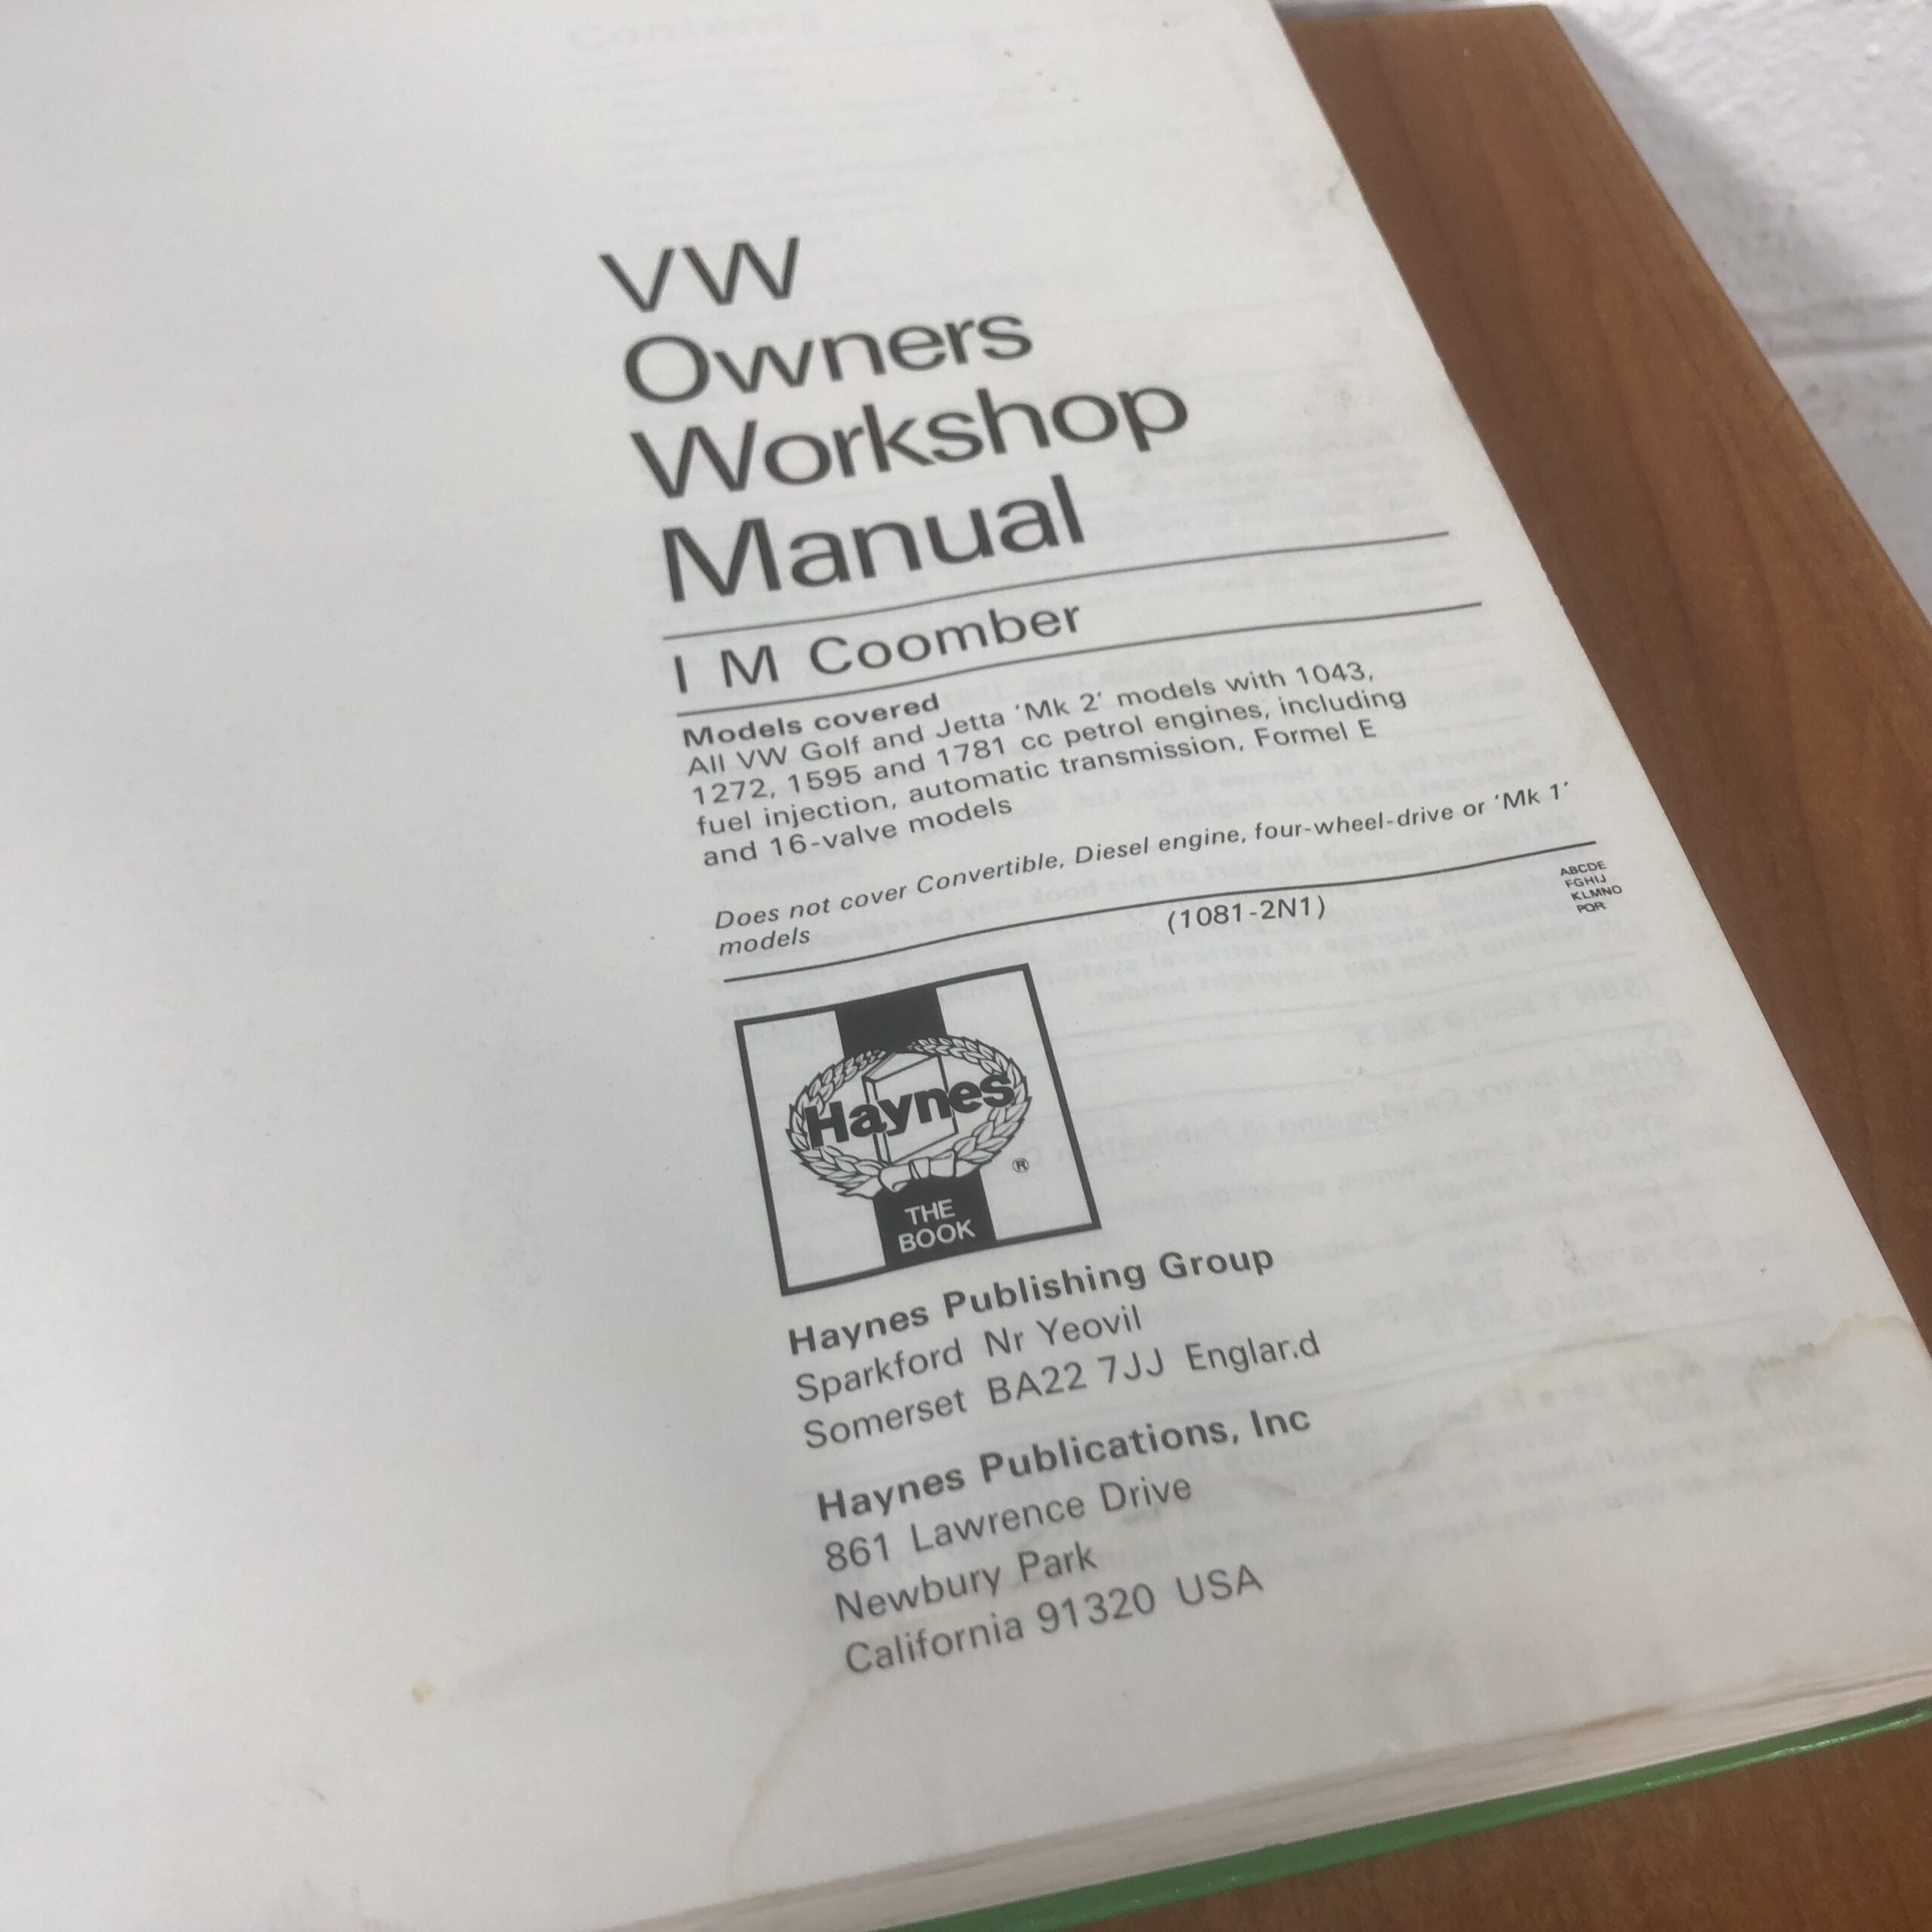 VW
Owners
Workshop
Manual
I M Coomber
Models covered
All VW Golf and Jetta 'Mk 2' models with 1043,
1272, 1595 and 1781 cc petrol engines, including
fuel injection, automatic transmission, Formel E
and 16-valve models
Does not cover Convertible, Diesel engine, four-wheel-drive or 'Mk 1'
models
(1081-2N1)
ABCDE
FGHIJ
KLMNO
PQR
Haynes
®
THE
BOOK
Haynes Publishing Group
Sparkford Nr Yeovil
Somerset BA22 7JJ England
Haynes Publications, Inc
861 Lawrence Drive
Newbury Park
California 91320 USA